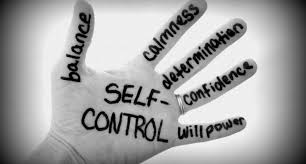 balance
calmness
determination
confidence
willpower
SELF-
CONTROL